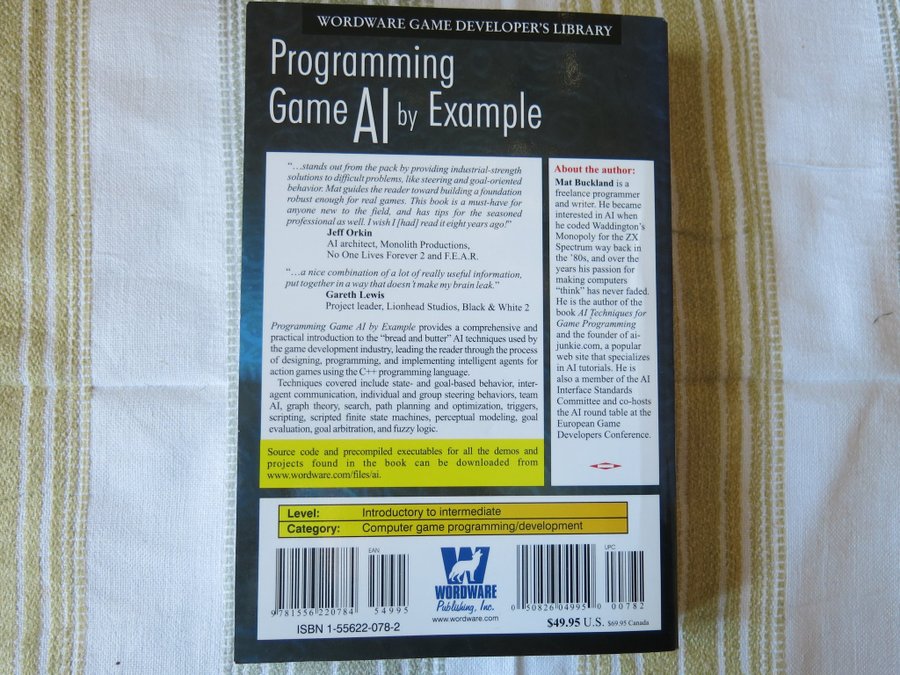 WORDWARE GAME DEVELOPER'S LIBRARY
Programming
Game AI by Example
“…stands out from the pack by providing industrial-strength
solutions to difficult problems, like steering and goal-oriented
behavior. Mat guides the reader toward building a foundation
robust enough for real games. This book is a must-have for
anyone new to the field, and has tips for the seasoned
professional as well. I wish I [had] read it eight years ago!”
Jeff Orkin
AI architect, Monolith Productions,
No One Lives Forever 2 and F.E.A.R.
“…a nice combination of a lot of really useful information,
put together in a way that doesn’t make my brain leak.”
Gareth Lewis
Project leader, Lionhead Studios, Black & White 2
Programming Game AI by Example provides a comprehensive and
practical introduction to the “bread and butter” AI techniques used by
the game development industry, leading the reader through the process
of designing, programming, and implementing intelligent agents for
action games using the C++ programming language.
Techniques covered include state- and goal-based behavior, inter-
agent communication, individual and group steering behaviors, team
AI, graph theory, search, path planning and optimization, triggers,
scripting, scripted finite state machines, perceptual modeling, goal
evaluation, goal arbitration, and fuzzy logic.
Source code and precompiled executables for all the demos and
projects found in the book can be downloaded from
www.wordware.com/files/ai.
About the author:
Mat Buckland is a
freelance programmer
and writer. He became
interested in AI when
he coded Waddington's
Monopoly for the ZX
Spectrum way back in
the ’80s, and over the
years his passion for
making computers
“think” has never faded.
He is the author of the
book AI Techniques for
Game Programming
and the founder of ai-
junkie.com, a popular
web site that specializes
in AI tutorials. He is
also a member of the AI
Interface Standards
Committee and co-hosts
the AI round table at the
European Game
Developers Conference.
Level: Introductory to intermediate
Category: Computer game programming/development
EAN
9 781556 220784
54995
ISBN 1-55622-078-2
W
WORDWARE
Publishing, Inc.
www.wordware.com
UPC
0 50826 04995 0
00782
$49.95 U.S. $69.95 Canada